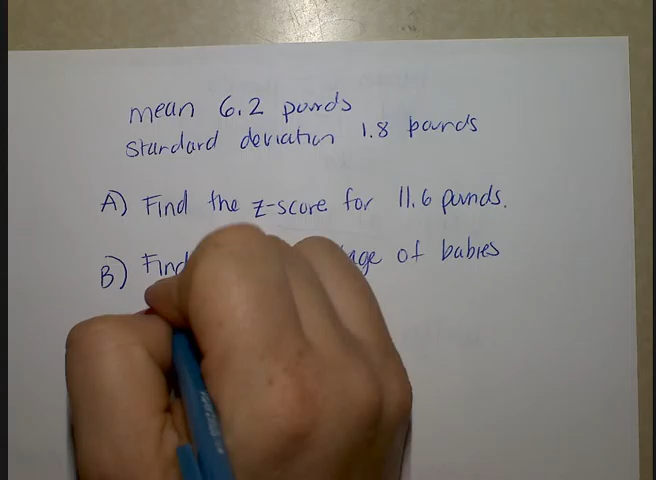 mean 6.2 pounds
standard deviation 1.8 pounds
A) Find the z-score for 11.6 pounds.
B) Find of babies